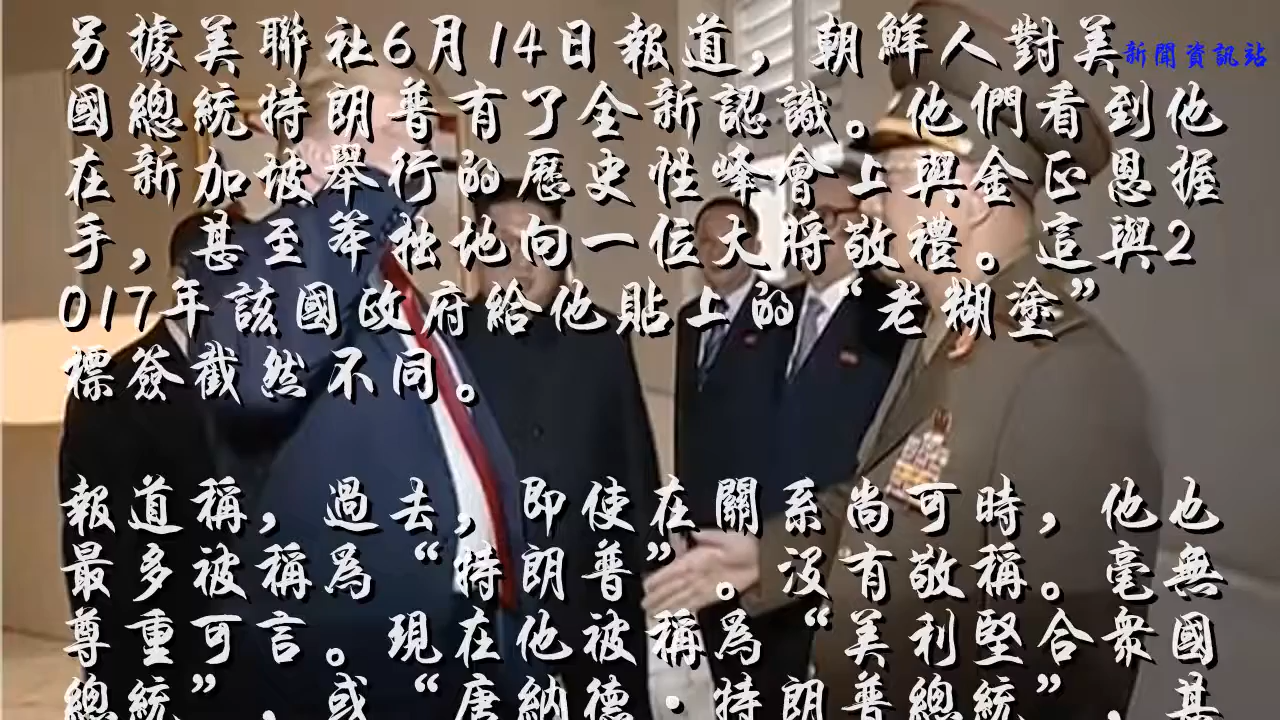 另據美聯社6月14日報道，朝鮮人對美
新聞資訊站
國總統特朗普有了全新認識。他們看到他
在新加坡舉行的歷史性峰會上與金正恩握
手，甚至笨拙地向一位大將敬禮。這與2
017年該國政府給他貼上的“老糊塗”
標簽截然不同。
報道稱，過去，即使在關系尚可時，他也
最多被稱爲“特朗普”。沒有敬稱。毫無
尊重可言。現在他被稱爲“美利堅合衆國
總統”，或“唐納德·特朗普總統”，甚